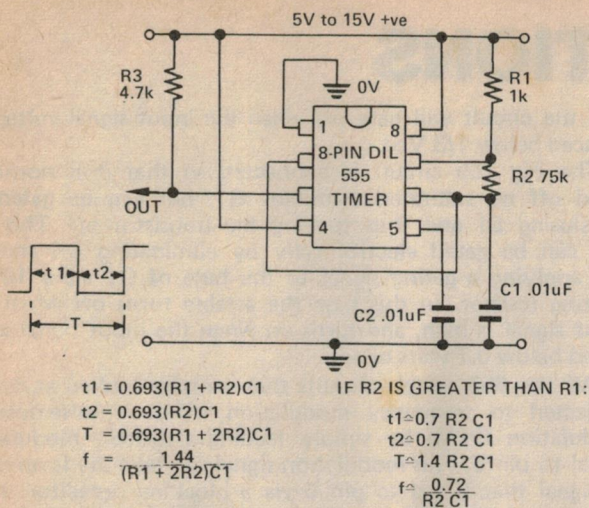 TIONS
5V to 15V +ve
R3
4.7k
0V
R1
1k
1
8
8-PIN DIL
555
TIMER
R2 75k
OUT
4
5
t1
t2
T
C2 .01uF
C1 .01uF
0V
t1 = 0.693(R1 + R2)C1
t2 = 0.693(R2)C1
T = 0.693(R1 + 2R2)C1
f = 1.44
(R1 + 2R2)C1
IF R2 IS GREATER THAN R1:
t1≏0.7 R2 C1
t2≏0.7 R2 C1
T≏1.4 R2 C1
f≏ 0.72
R2 C1